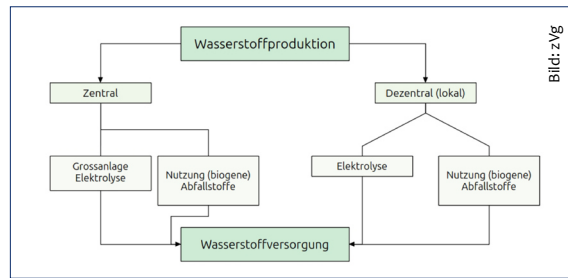 Wasserstoffproduktion
Bild: zVg
Zentral
Dezentral (lokal)
Grossanlage
Elektrolyse
Nutzung (biogene)
Abfallstoffe
Elektrolyse
Nutzung (biogene)
Abfallstoffe
Wasserstoffversorgung